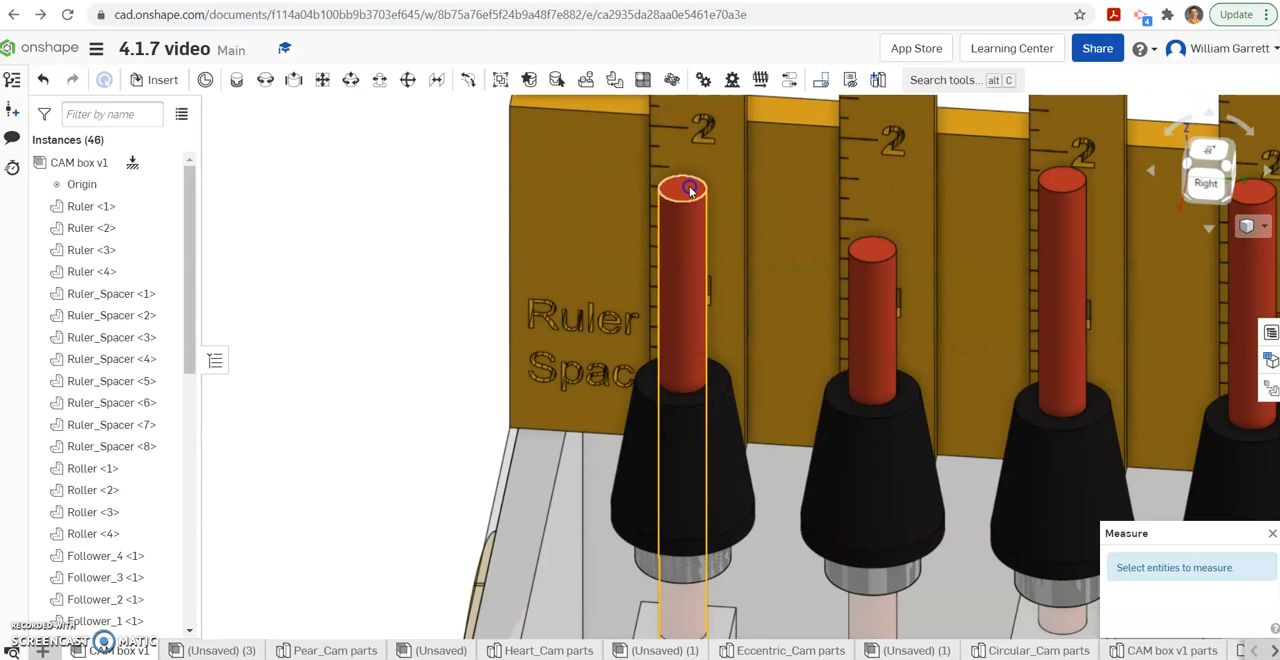 cad.onshape.com/documents/f114a04b100bb9b3703ef645/w/8b75a76ef5f24b9a48f7e882/e/ca2935da28aa0e5461e70a3e
4
Update
onshape
4.1.7 video Main
App Store
Learning Center
Share
William Garrett
Insert
Search tools... alt C
Filter by name
Instances (46)
CAM box v1
Origin
Ruler <1>
Ruler <2>
Ruler <3>
Ruler <4>
Ruler_Spacer <1>
Ruler_Spacer <2>
Ruler_Spacer <3>
Ruler_Spacer <4>
Ruler_Spacer <5>
Ruler_Spacer <6>
Ruler_Spacer <7>
Ruler_Spacer <8>
Roller <1>
Roller <2>
Roller <3>
Roller <4>
Follower_4 <1>
Follower_3 <1>
Follower_2 <1>
Follower_1 <1>
2
2
2
Z
Right
Ruler
Spac
Measure
Select entities to measure.
RECORDED WITH
SCREENCAST MATIC
CAM box v1
(Unsaved) (3)
Pear_Cam parts
(Unsaved)
Heart_Cam parts
(Unsaved) (1)
Eccentric_Cam parts
(Unsaved) (1)
Circular_Cam parts
CAM box v1 parts